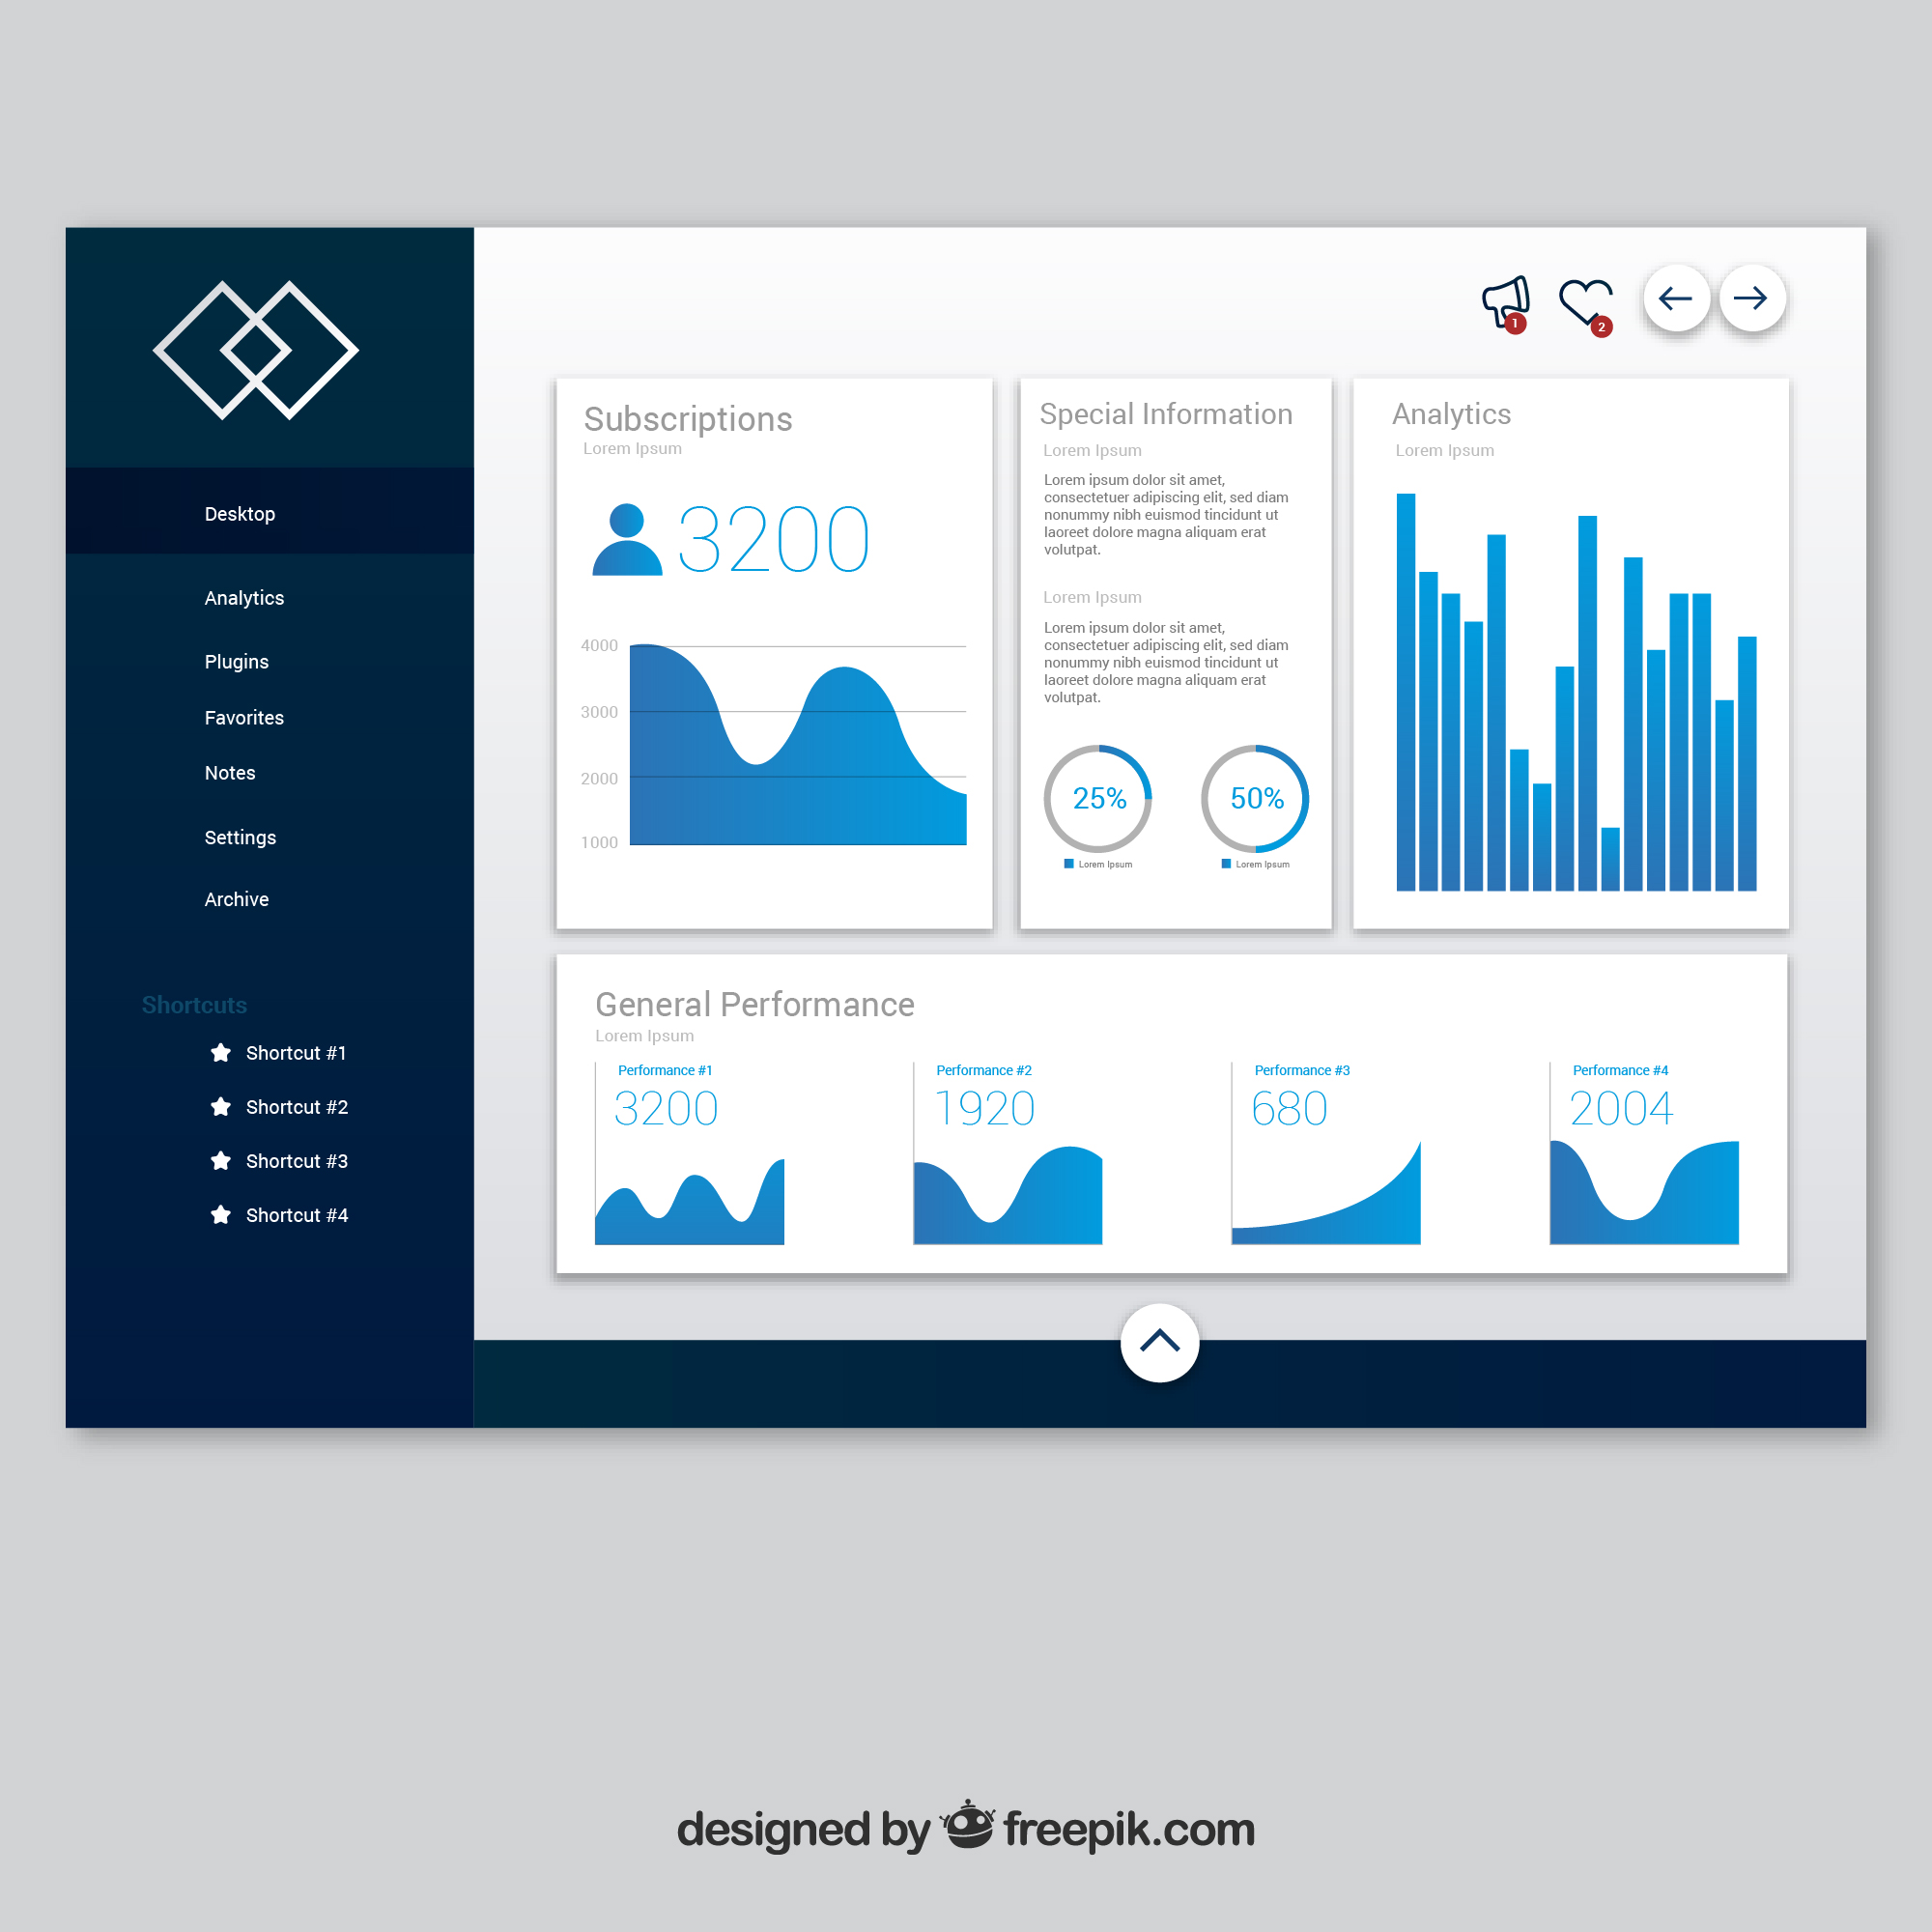 Desktop
Analytics
Plugins
Favorites
Notes
Settings
Archive
Shortcuts
Shortcut #1
Shortcut #2
Shortcut #3
Shortcut #4
1
2
Subscriptions
Lorem Ipsum
3200
4000
3000
2000
1000
Special Information
Lorem Ipsum
Lorem ipsum dolor sit amet,
consectetuer adipiscing elit, sed diam
nonummy nibh euismod tincidunt ut
laoreet dolore magna aliquam erat
volutpat.
Lorem Ipsum
Lorem ipsum dolor sit amet,
consectetuer adipiscing elit, sed diam
nonummy nibh euismod tincidunt ut
laoreet dolore magna aliquam erat
volutpat.
25%
Lorem Ipsum
50%
Lorem Ipsum
Analytics
Lorem Ipsum
General Performance
Lorem Ipsum
Performance #1
3200
Performance #2
1920
Performance #3
680
Performance #4
2004
designed by freepik.com